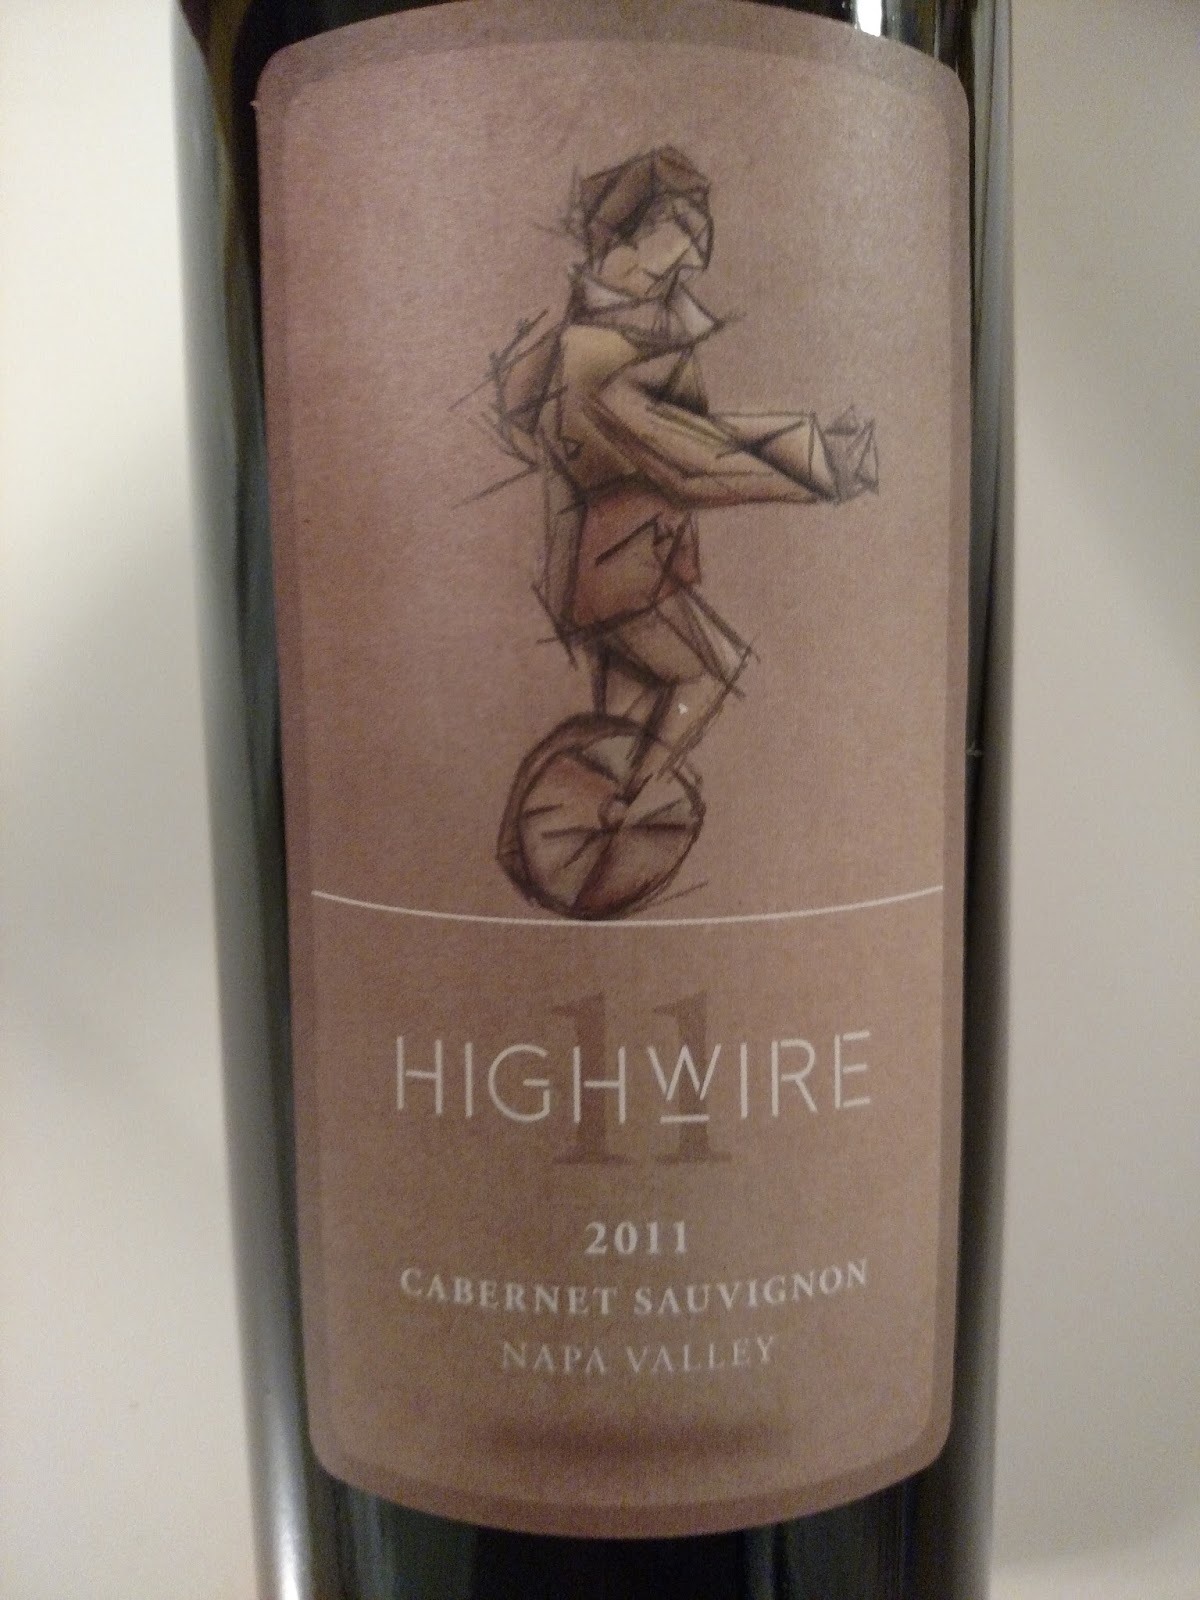 11
HIGHWIRE
2011
CABERNET SAUVIGNON
NAPA VALLEY